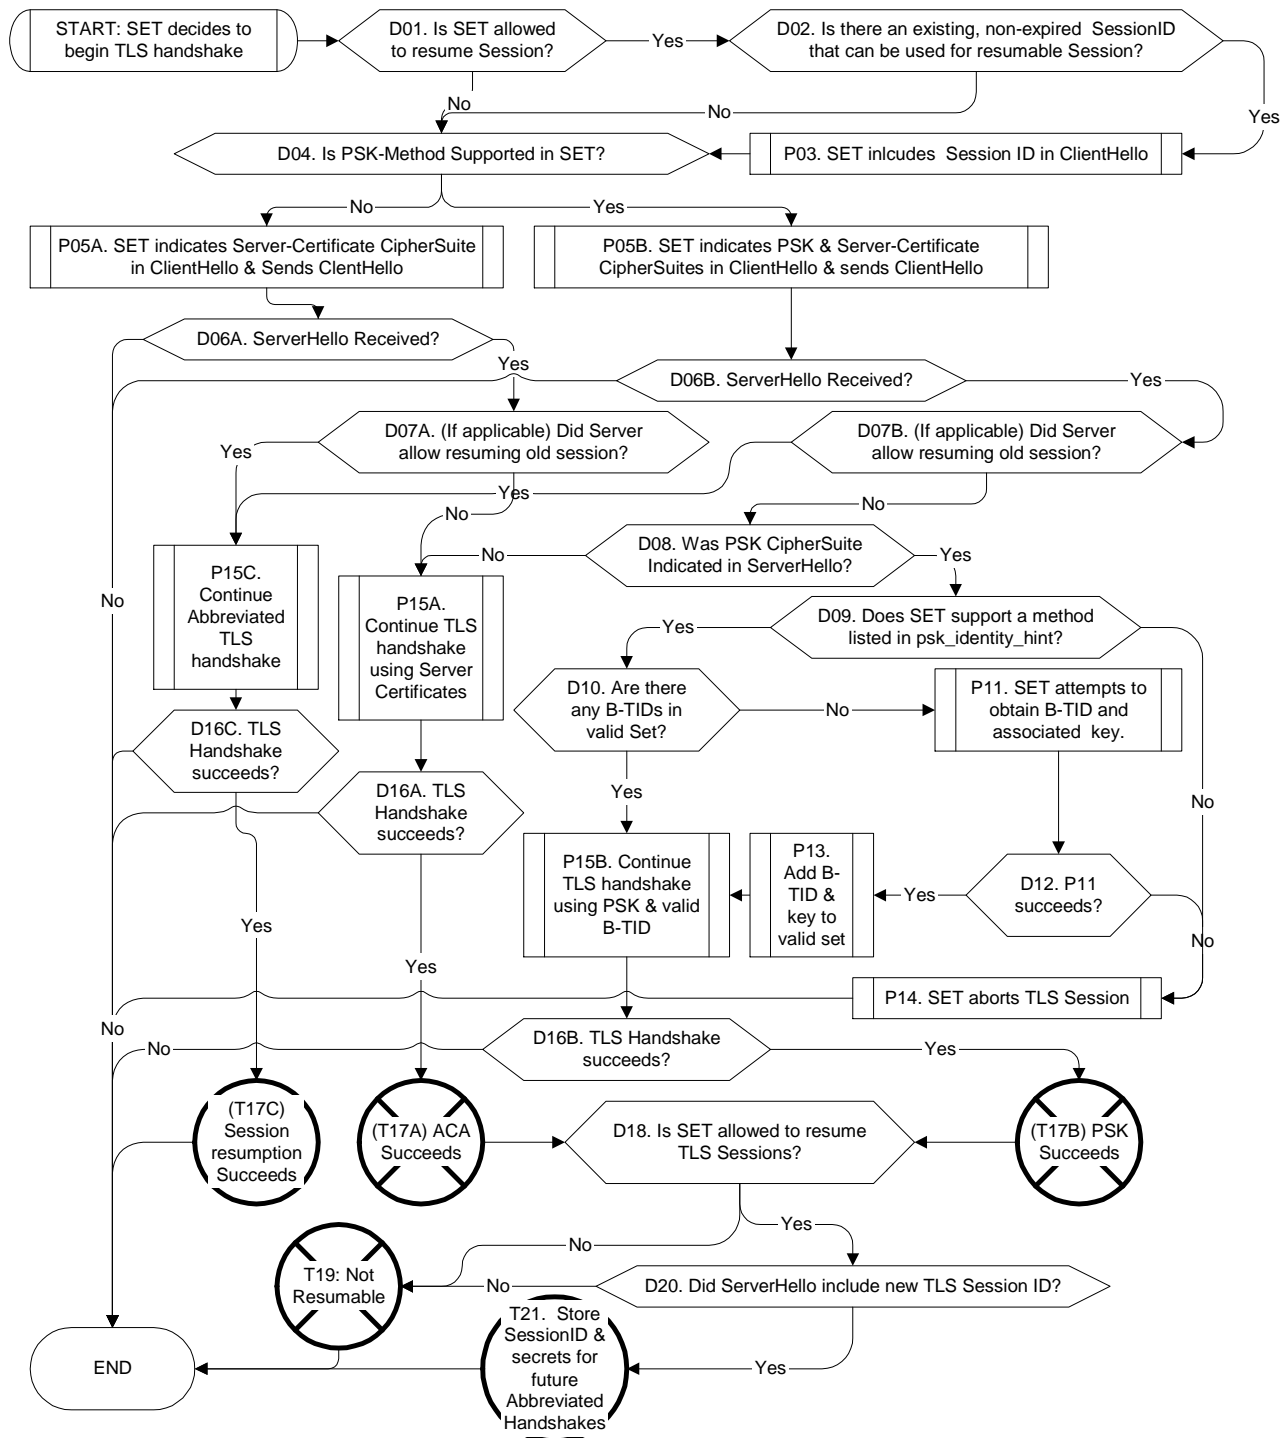 START: SET decides to
begin TLS handshake
D01. Is SET allowed
to resume Session?
Yes
D02. Is there an existing, non-expired SessionID
that can be used for resumable Session?
No
No
Yes
D04. Is PSK-Method Supported in SET?
P03. SET inlcudes Session ID in ClientHello
No
Yes
P05A. SET indicates Server-Certificate CipherSuite
in ClientHello & Sends ClentHello
P05B. SET indicates PSK & Server-Certificate
CipherSuites in ClientHello & sends ClientHello
D06A. ServerHello Received?
Yes
D06B. ServerHello Received?
Yes
D07A. (If applicable) Did Server
allow resuming old session?
D07B. (If applicable) Did Server
allow resuming old session?
Yes
Yes
No
No
D08. Was PSK CipherSuite
Indicated in ServerHello?
No
Yes
P15C.
Continue
Abbreviated
TLS
handshake
P15A.
Continue TLS
handshake
using Server
Certificates
No
D09. Does SET support a method
listed in psk_identity_hint?
Yes
D10. Are there
any B-TIDs in
valid Set?
No
P11. SET attempts to
obtain B-TID and
associated key.
D16C. TLS
Handshake
succeeds?
D16A. TLS
Handshake
succeeds?
Yes
No
P15B. Continue
TLS handshake
using PSK & valid
B-TID
P13.
Add B-
TID &
key to
valid set
Yes
D12. P11
succeeds?
Yes
No
Yes
P14. SET aborts TLS Session
No
No
D16B. TLS Handshake
succeeds?
Yes
(T17C)
Session
resumption
Succeeds
(T17A) ACA
Succeeds
D18. Is SET allowed to resume
TLS Sessions?
(T17B) PSK
Succeeds
Yes
No
T19: Not
Resumable
No
D20. Did ServerHello include new TLS Session ID?
T21. Store
SessionID &
secrets for
future
Abbreviated
Handshakes
Yes
END